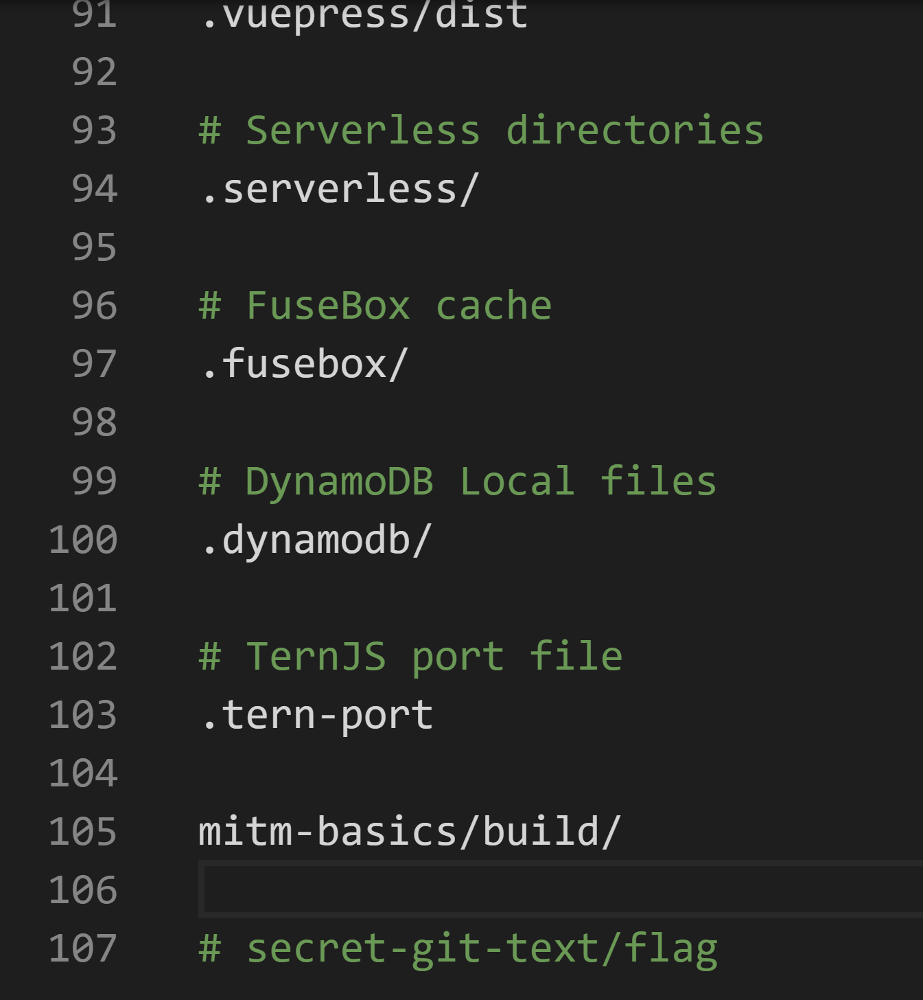 91 .vuepress/dist
92
93 # Serverless directories
94 .serverless/
95
96 # FuseBox cache
97 .fusebox/
98
99 # DynamoDB Local files
100 .dynamodb/
101
102 # TernJS port file
103 .tern-port
104
105 mitm-basics/build/
106
107 # secret-git-text/flag